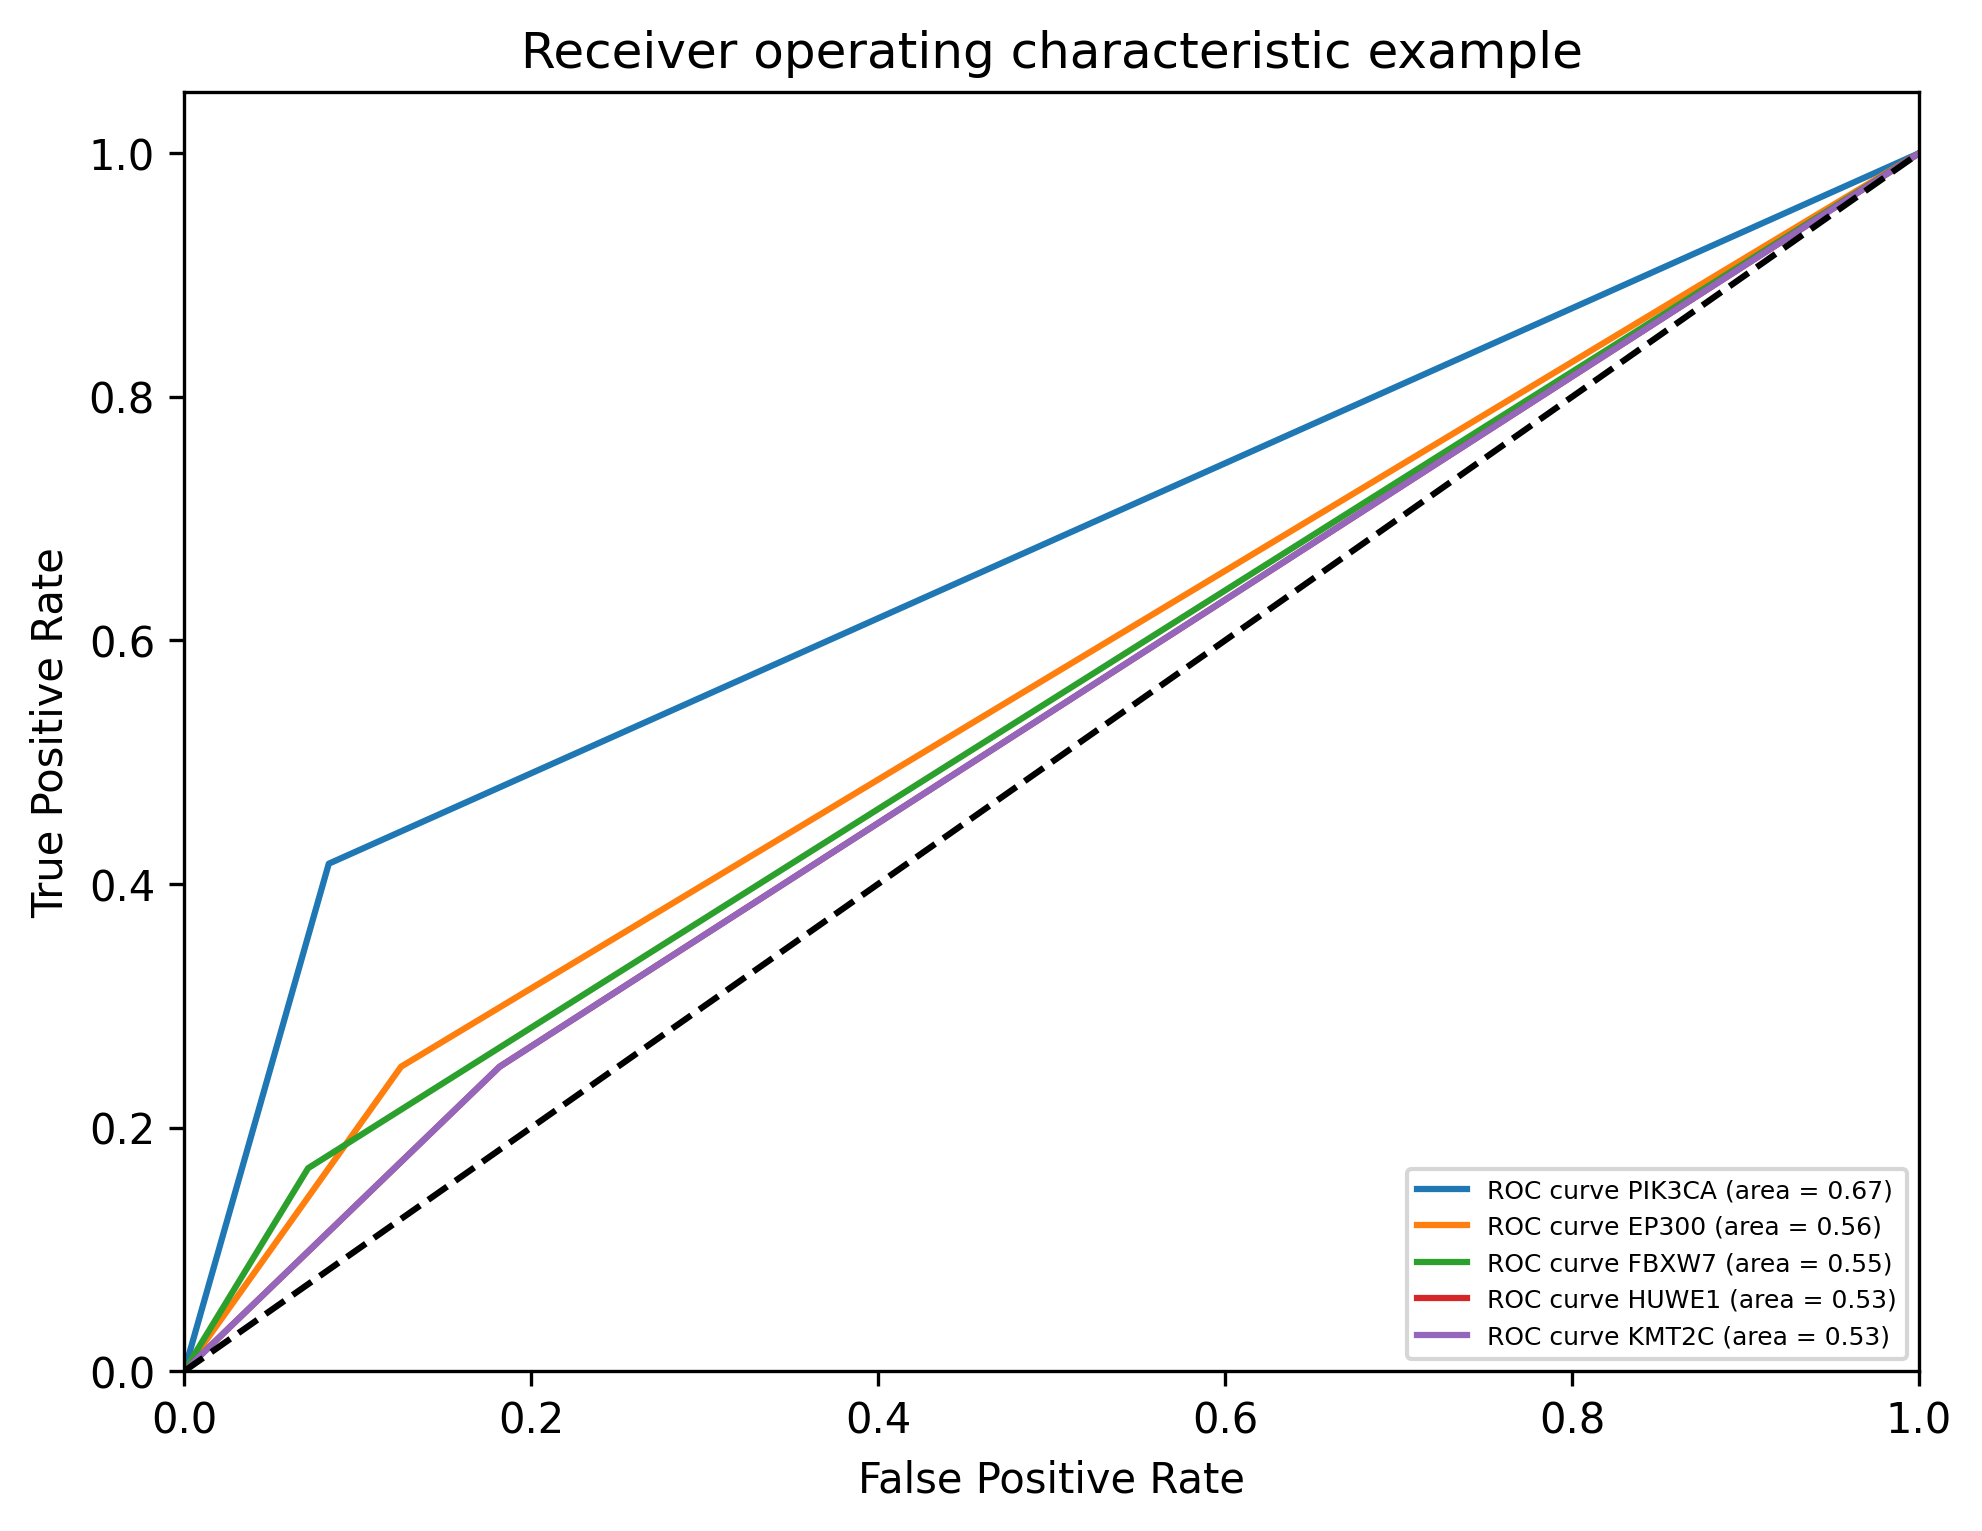 Receiver operating characteristic example
1.0
0.8
0.6
0.4
0.2
0.0
True Positive Rate
ROC curve PIK3CA (area = 0.67)
ROC curve EP300 (area = 0.56)
ROC curve FBXW7 (area = 0.55)
ROC curve HUWE1 (area = 0.53)
ROC curve KMT2C (area = 0.53)
0.0 0.2 0.4 0.6 0.8 1.0
False Positive Rate